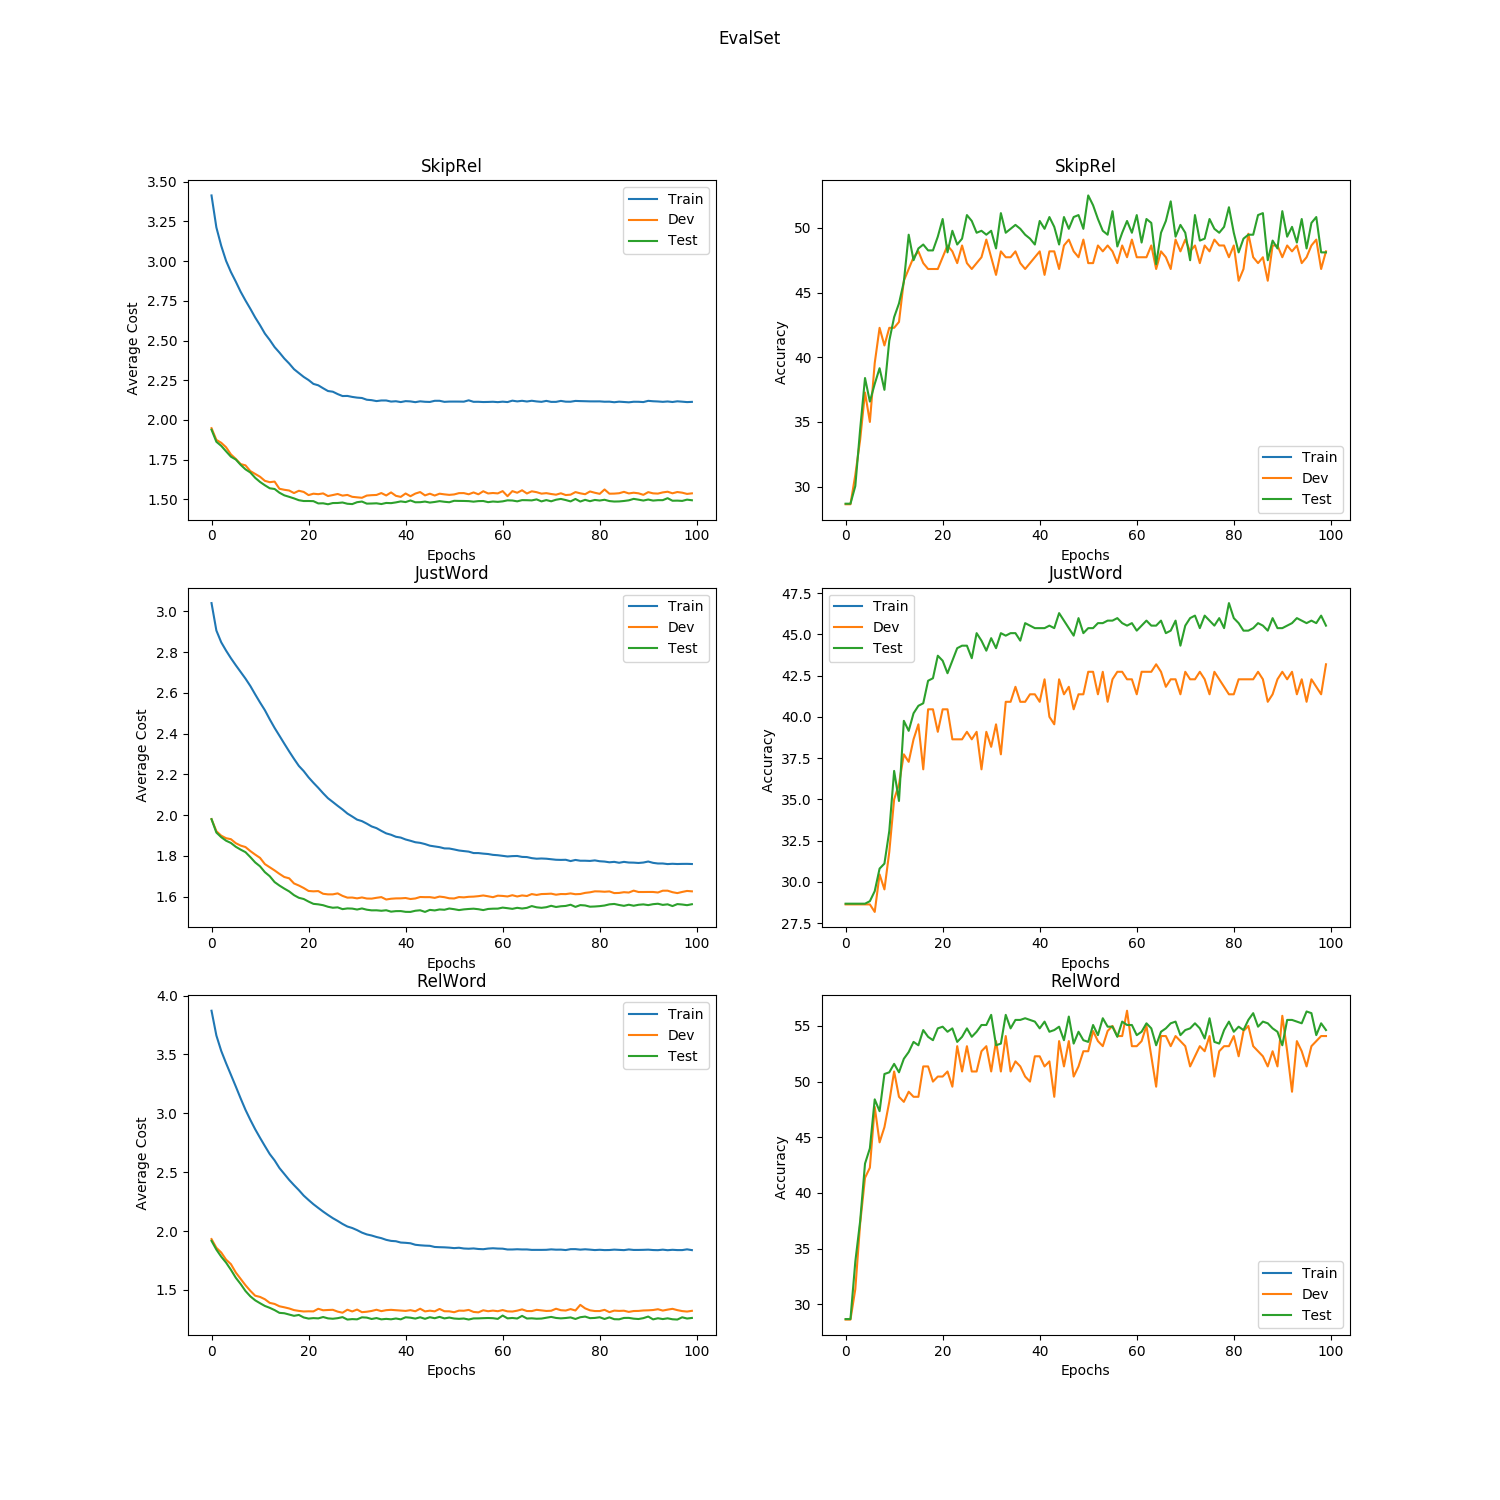 EvalSet
SkipRel
3.50
3.25
3.00
2.75
2.50
2.25
2.00
1.75
1.50
Average Cost
Train
Dev
Test
0 20 40 60 80 100
Epochs
SkipRel
50
45
40
35
30
Accuracy
Train
Dev
Test
0 20 40 60 80 100
Epochs
JustWord
3.0
2.8
2.6
2.4
2.2
2.0
1.8
1.6
Average Cost
Train
Dev
Test
0 20 40 60 80 100
Epochs
JustWord
47.5
45.0
42.5
40.0
37.5
35.0
32.5
30.0
27.5
Accuracy
Train
Dev
Test
0 20 40 60 80 100
Epochs
RelWord
4.0
3.5
3.0
2.5
2.0
1.5
Average Cost
Train
Dev
Test
0 20 40 60 80 100
Epochs
RelWord
55
50
45
40
35
30
Accuracy
Train
Dev
Test
0 20 40 60 80 100
Epochs